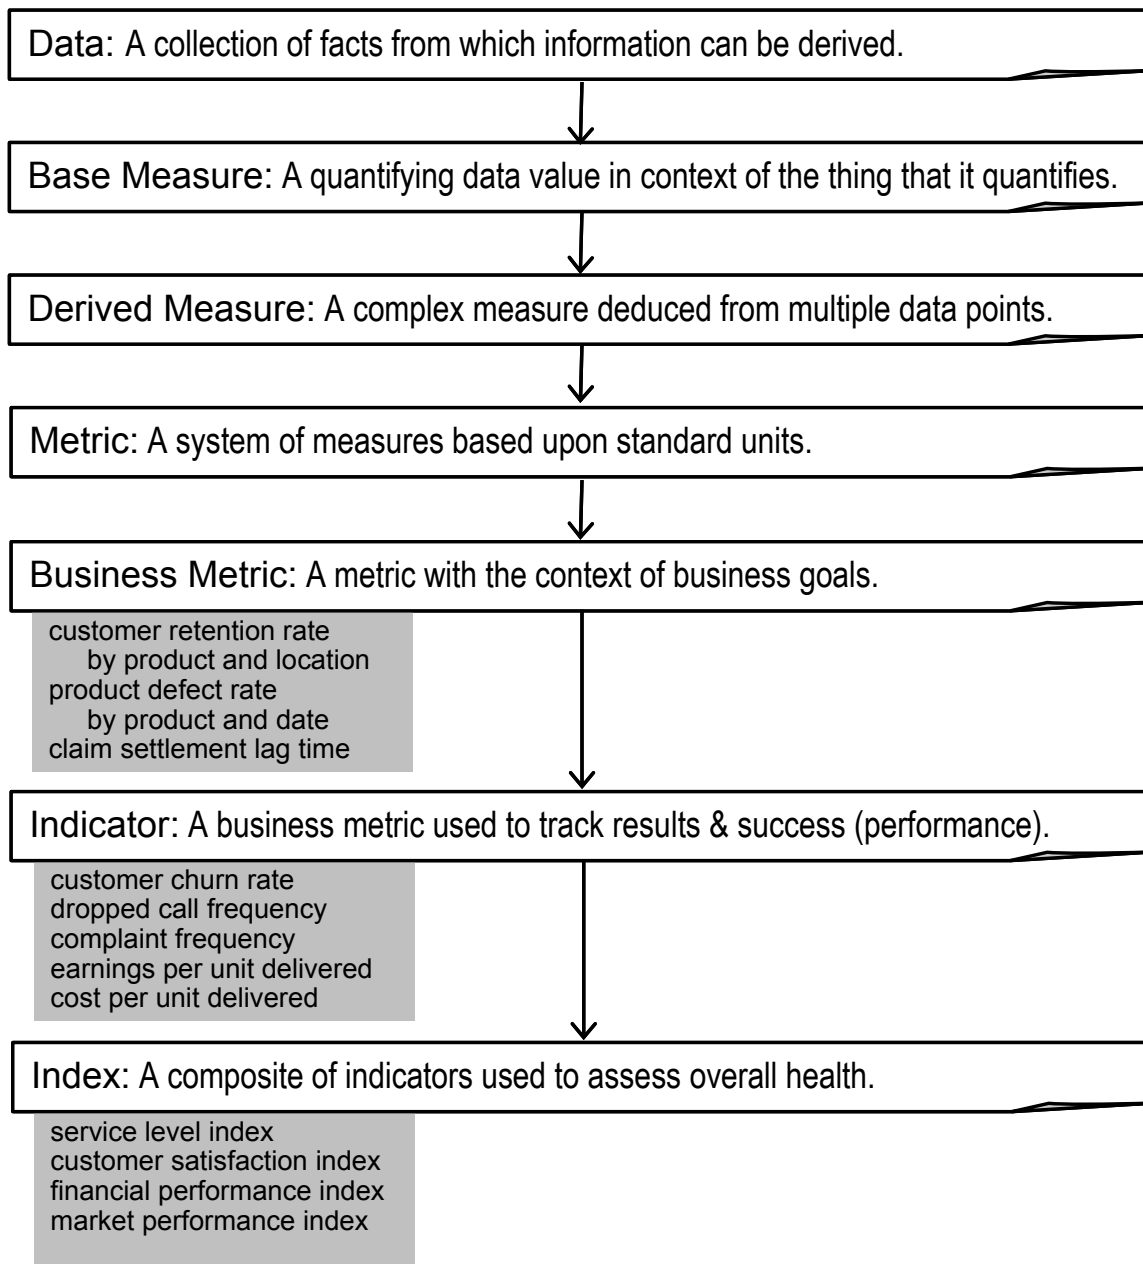 Data: A collection of facts from which information can be derived.
Base Measure: A quantifying data value in context of the thing that it quantifies.
Derived Measure: A complex measure deduced from multiple data points.
Metric: A system of measures based upon standard units.
Business Metric: A metric with the context of business goals.
customer retention rate
by product and location
product defect rate
by product and date
claim settlement lag time
Indicator: A business metric used to track results & success (performance).
customer churn rate
dropped call frequency
complaint frequency
earnings per unit delivered
cost per unit delivered
Index: A composite of indicators used to assess overall health.
service level index
customer satisfaction index
financial performance index
market performance index